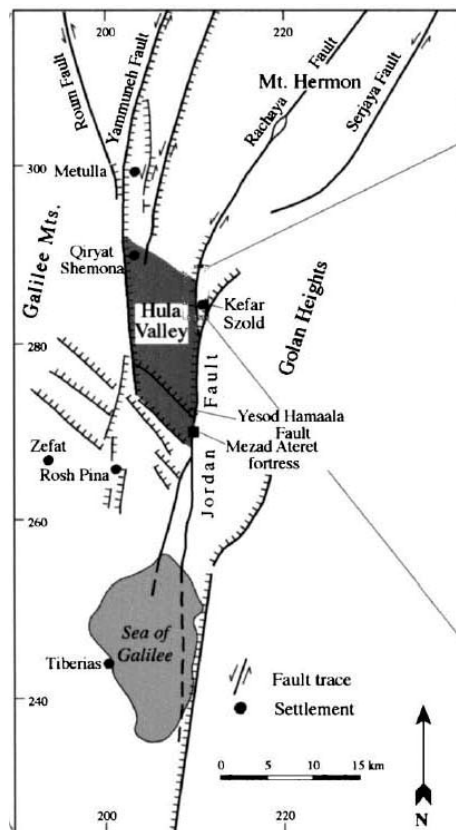 200
220
Roum Fault
Yammuneh Fault
Mt. Hermon
Rachaya Fault
Serjaya Fault
300
Metulla
Galilee Mts.
Qiryat
Shemona
Hula
Valley
Kefar
Szold
Golan Heights
280
Jordan Fault
Yesod Hamaala
Fault
Mezad Ateret
fortress
Zefat
Rosh Pina
260
Sea of
Galilee
Tiberias
Fault trace
Settlement
240
0 5 10 15 km
N
200
220